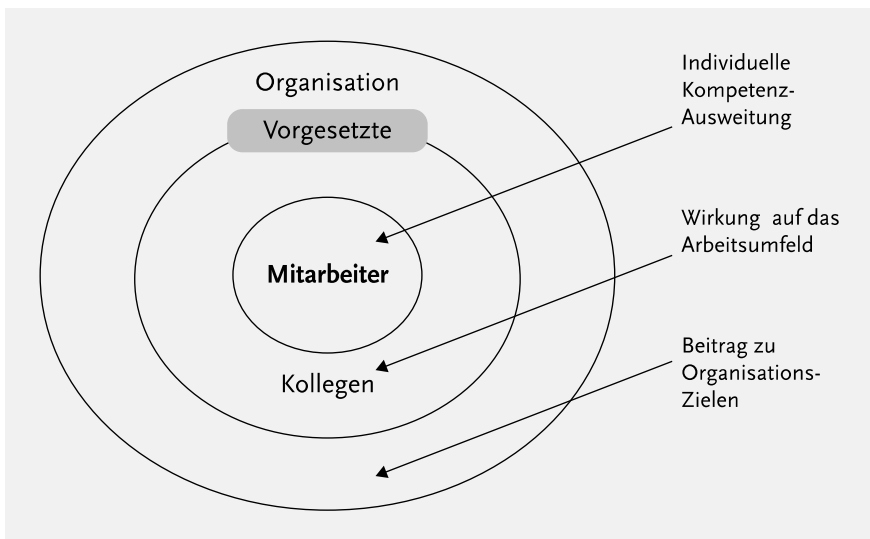 Organisation
Vorgesetzte
Mitarbeiter
Kollegen
Individuelle
Kompetenz-
Ausweitung
Wirkung auf das
Arbeitsumfeld
Beitrag zu
Organisations-
Zielen